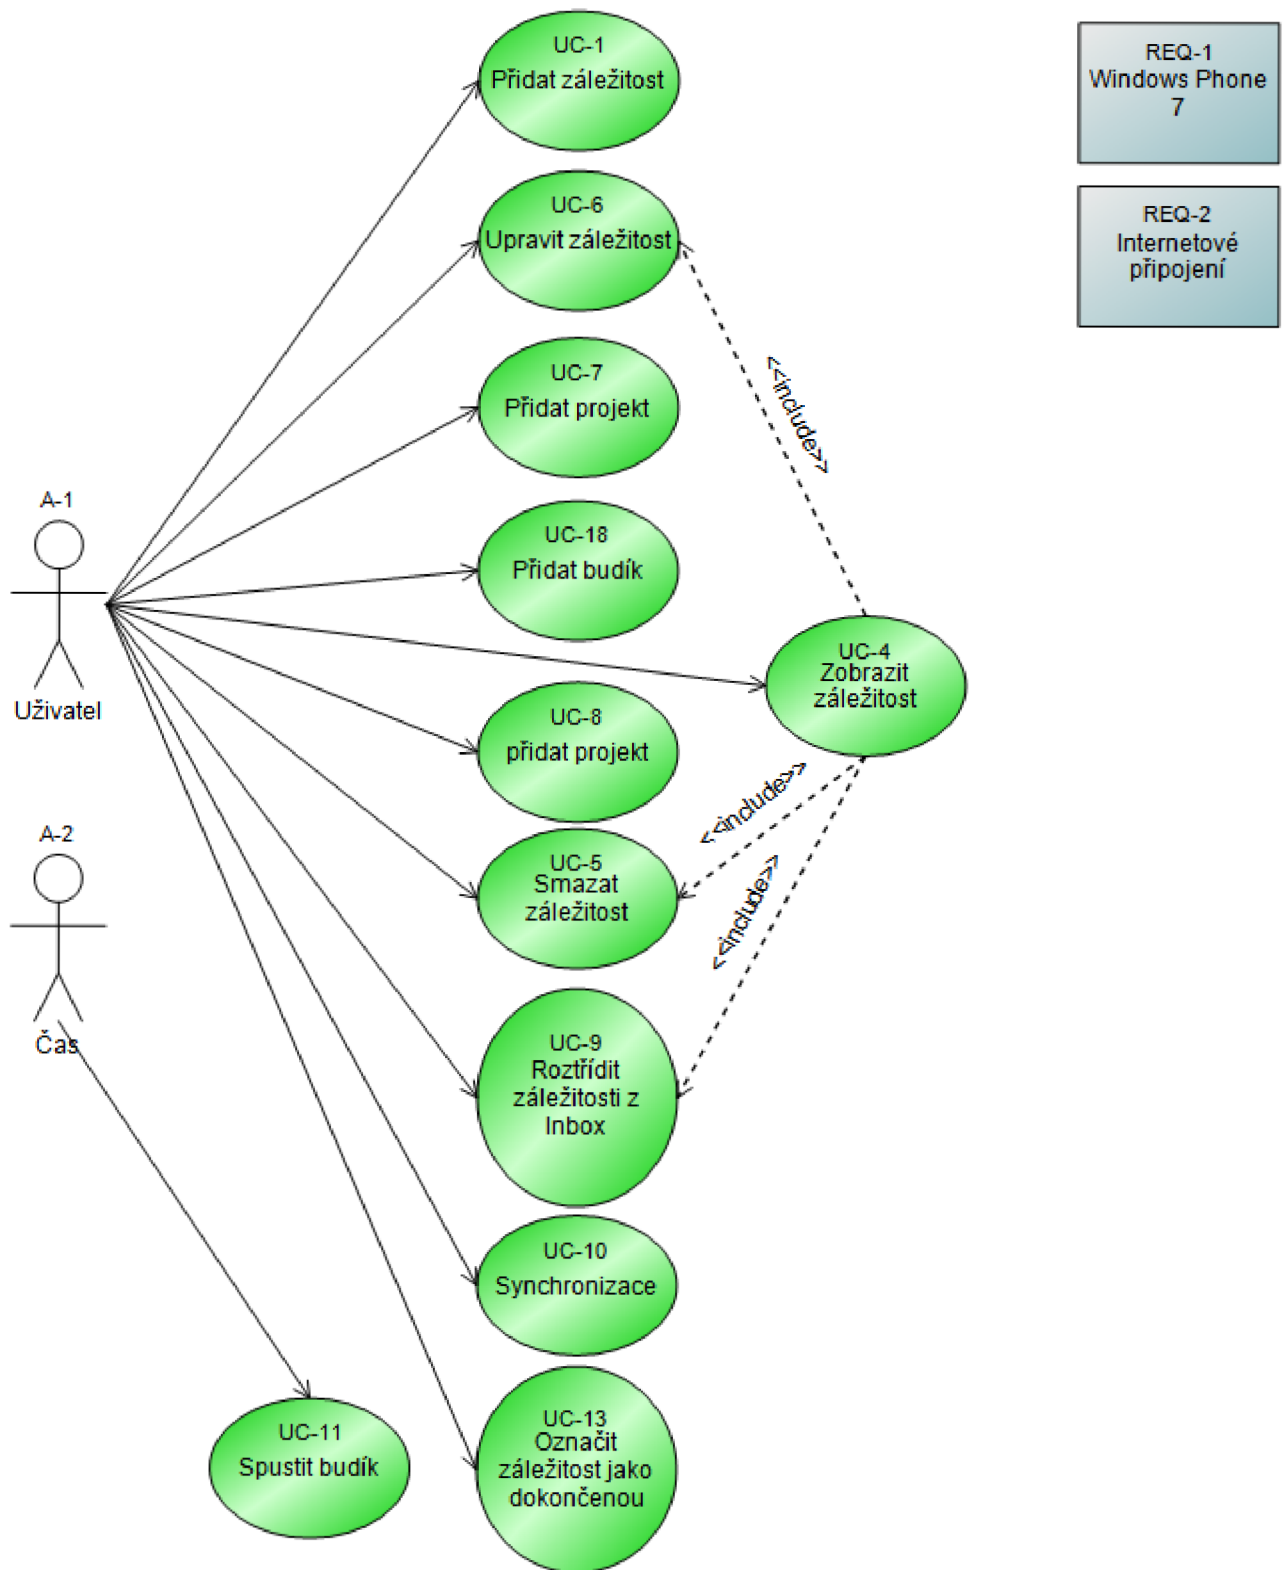 UC-1
Přidat záležitost
REQ-1
Windows Phone
7
UC-6
Upravit záležitost
REQ-2
Internetové
připojení
UC-7
Přidat projekt
<<include>>
A-1
Uživatel
UC-18
Přidat budík
UC-4
Zobrazit
záležitost
UC-8
přidat projekt
<<include>>
A-2
Čas
UC-5
Smazat
záležitost
<<include>>
UC-9
Roztřídit
záležitosti z
Inbox
UC-10
Synchronizace
UC-11
Spustit budík
UC-13
Označit
záležitost jako
dokončenou